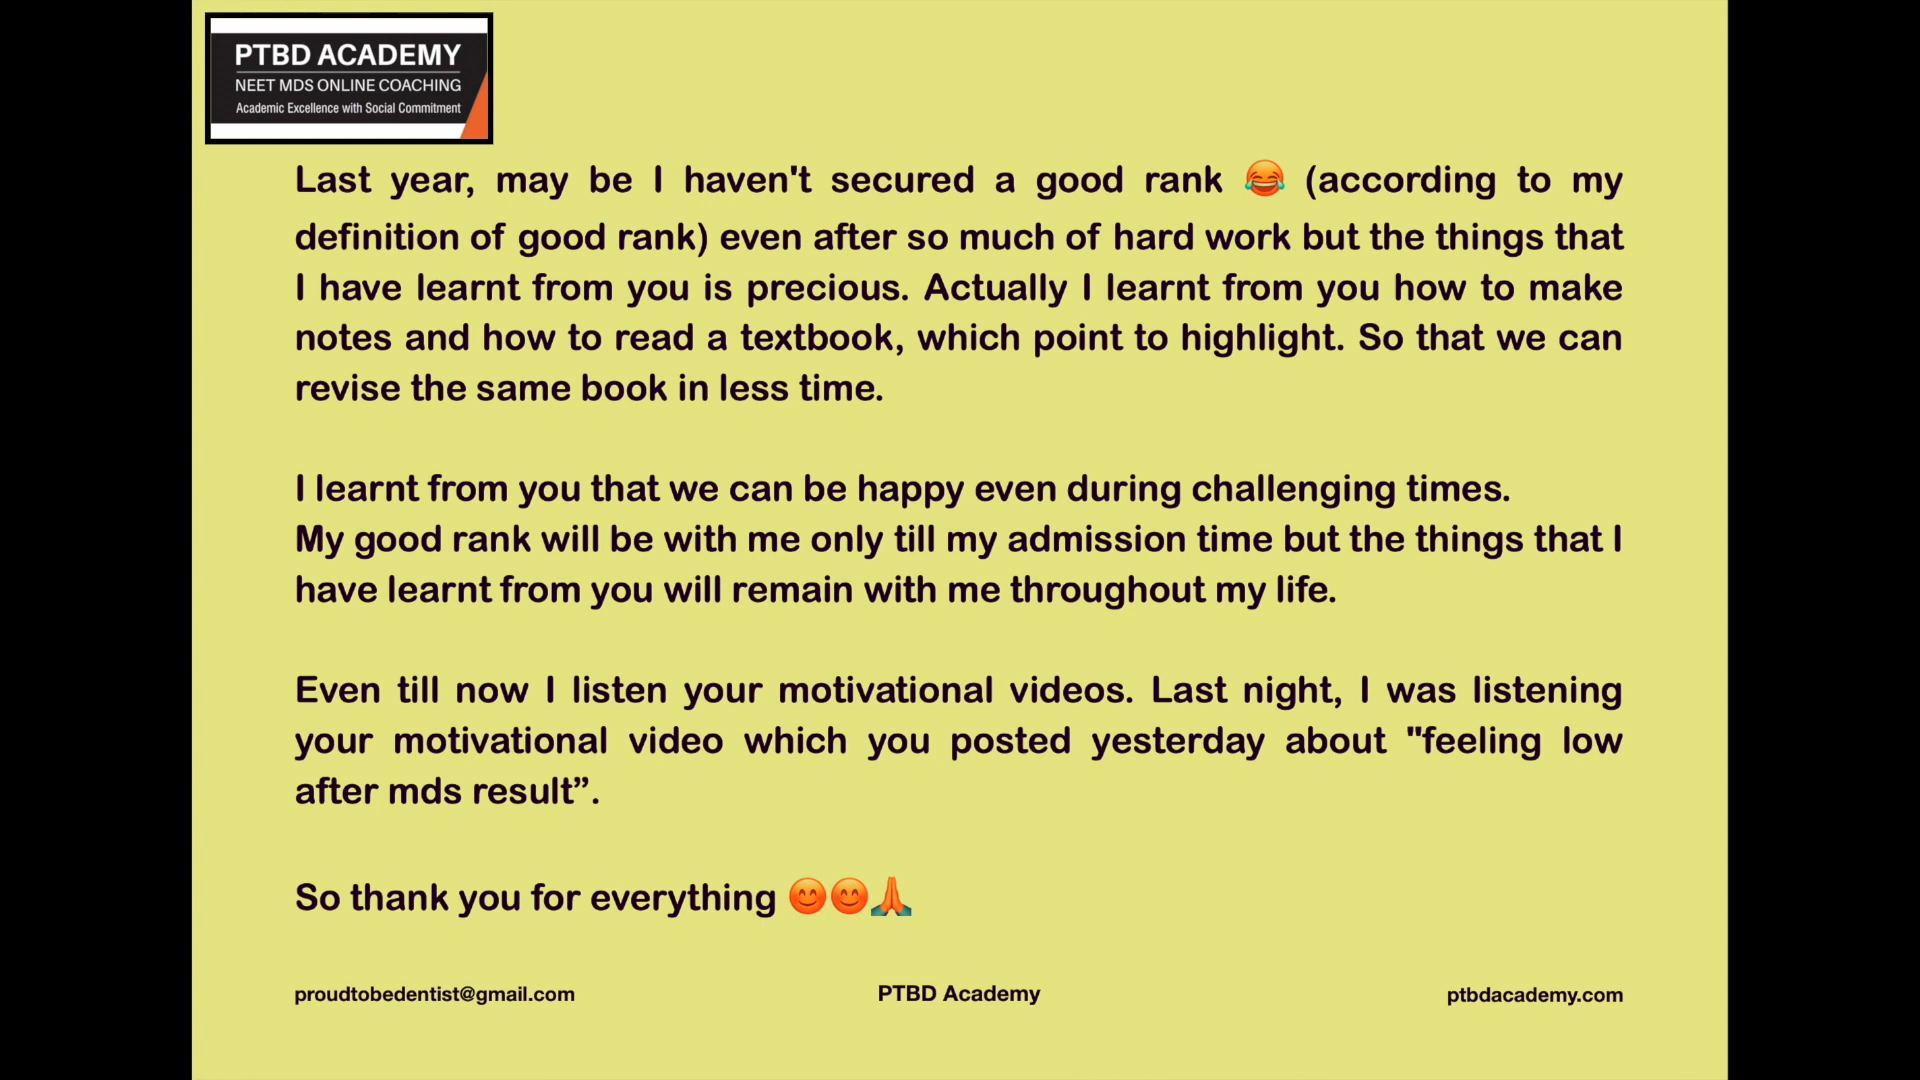 PTBD ACADEMY
NEET MDS ONLINE COACHING
Academic Excellence with Social Commitment
Last year, may be I haven't secured a good rank 😂 (according to my
definition of good rank) even after so much of hard work but the things that
I have learnt from you is precious. Actually I learnt from you how to make
notes and how to read a textbook, which point to highlight. So that we can
revise the same book in less time.
I learnt from you that we can be happy even during challenging times.
My good rank will be with me only till my admission time but the things that I
have learnt from you will remain with me throughout my life.
Even till now I listen your motivational videos. Last night, I was listening
your motivational video which you posted yesterday about "feeling low
after mds result”.
So thank you for everything 😊😊🙏
proudtobedentist@gmail.com PTBD Academy ptbdacademy.com